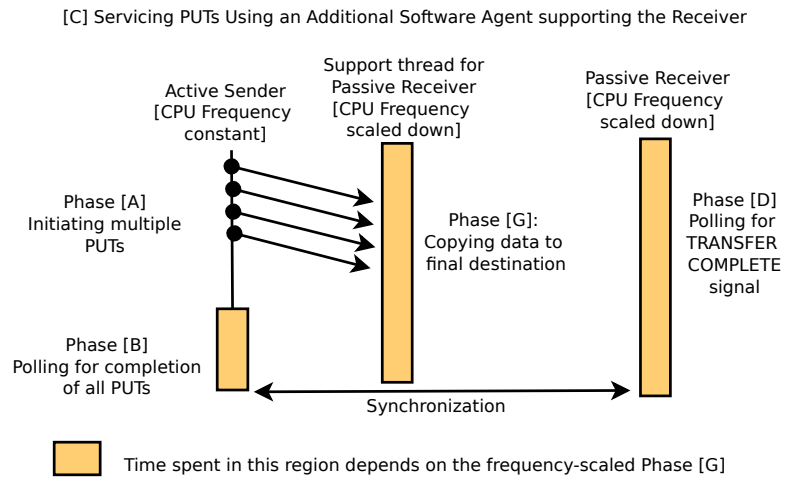 [C] Servicing PUTs Using an Additional Software Agent supporting the Receiver
Active Sender
[CPU Frequency
constant]
Support thread for
Passive Receiver
[CPU Frequency
scaled down]
Passive Receiver
[CPU Frequency
scaled down]
Phase [A]
Initiating multiple
PUTs
Phase [G]:
Copying data to
final destination
Phase [D]
Polling for
TRANSFER
COMPLETE
signal
Phase [B]
Polling for completion
of all PUTs
Synchronization
Time spent in this region depends on the frequency-scaled Phase [G]